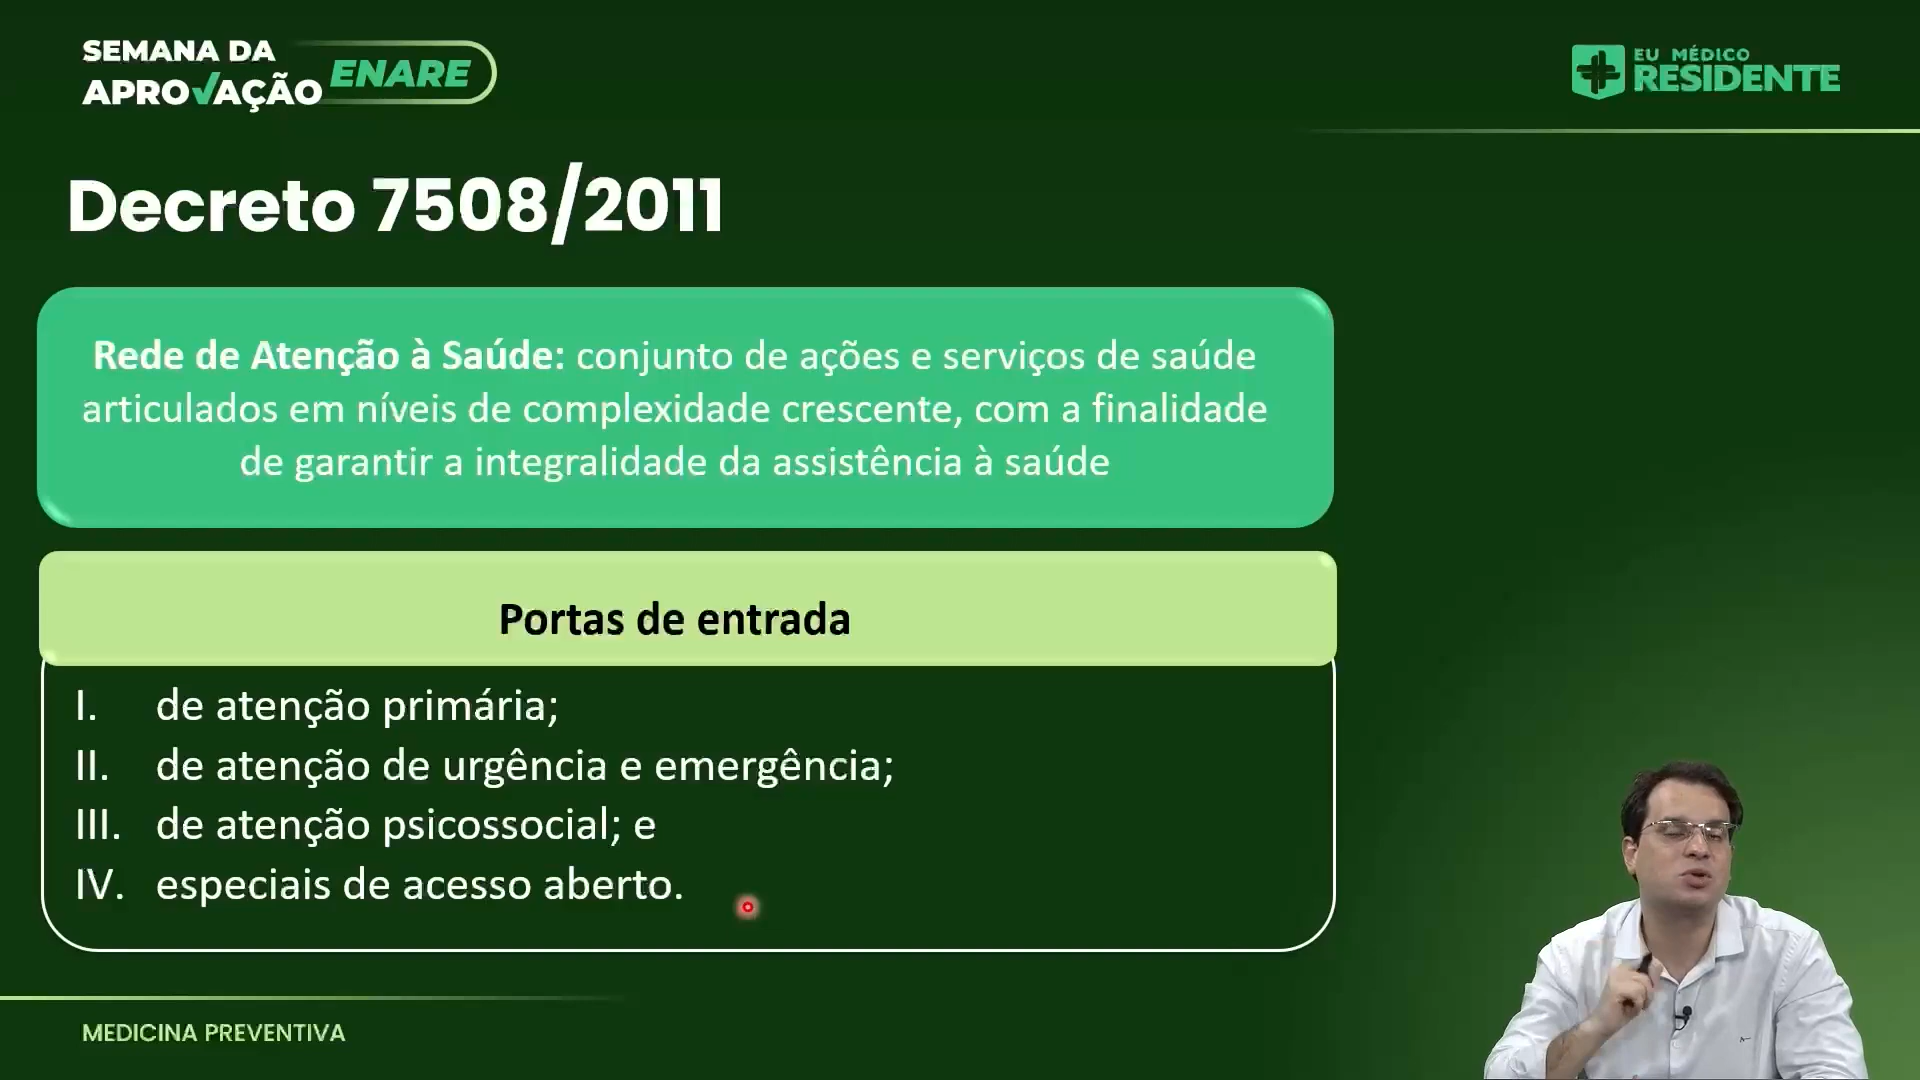 SEMANA DA
APROVAÇÃO ENARE
EU MÉDICO
RESIDENTE
Decreto 7508/2011
Rede de Atenção à Saúde: conjunto de ações e serviços de saúde
articulados em níveis de complexidade crescente, com a finalidade
de garantir a integralidade da assistência à saúde
Portas de entrada
I. de atenção primária;
II. de atenção de urgência e emergência;
III. de atenção psicossocial; e
IV. especiais de acesso aberto.
MEDICINA PREVENTIVA